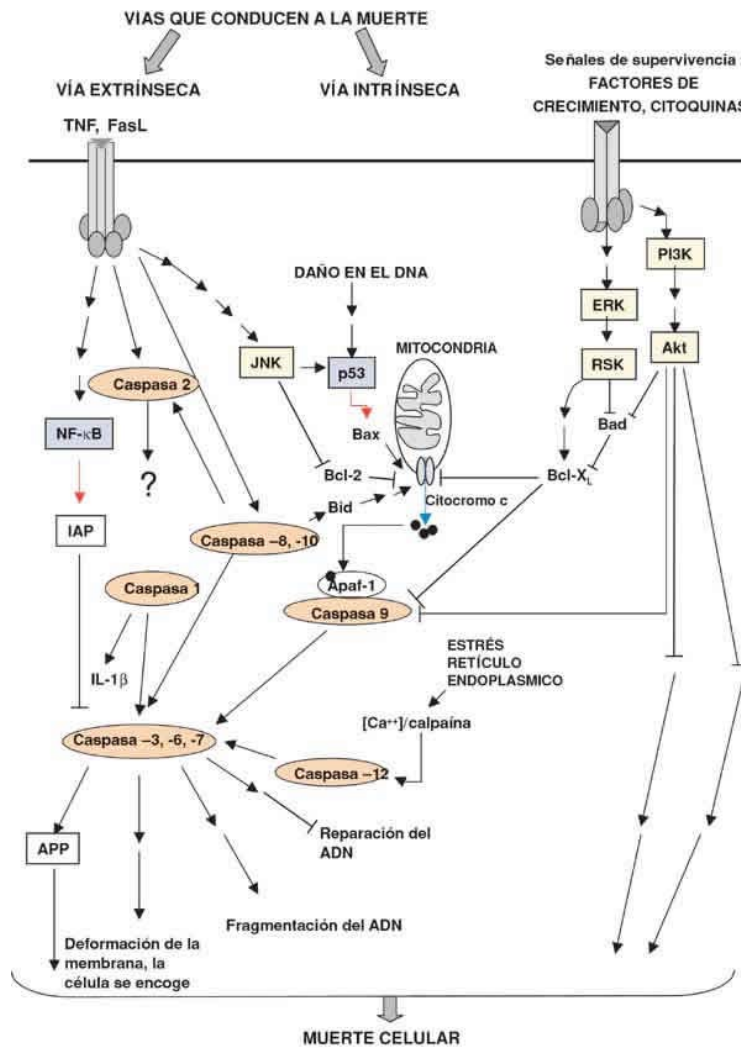 VIAS QUE CONDUCEN A LA MUERTE
VÍA EXTRÍNSECA
VÍA INTRÍNSECA
Señales de supervivencia :
FACTORES DE
CRECIMIENTO, CITOQUINAS
TNF, FasL
PI3K
DAÑO EN EL DNA
ERK
JNK
p53
MITOCONDRIA
RSK
Akt
Caspasa 2
NF-κB
Bax
Bad
?
Bcl-2
Bcl-XL
Bid
Citocromo c
IAP
Caspasa –8, -10
Apaf-1
Caspasa 1
Caspasa 9
IL-1β
ESTRÉS
RETÍCULO
ENDOPLASMICO
[Ca++]/calpaína
Caspasa –3, -6, -7
Caspasa –12
APP
Reparación del
ADN
Fragmentación del ADN
Deformación de la
membrana, la
célula se encoge
MUERTE CELULAR